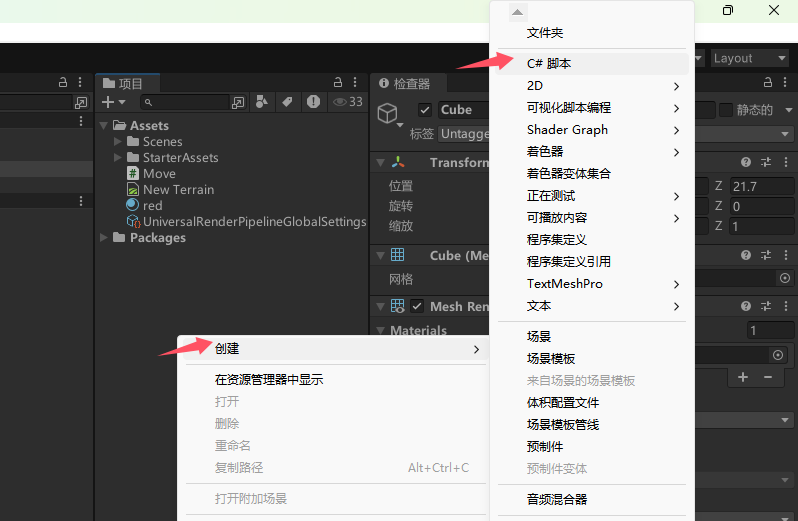 Layout
项目
33
Assets
Scenes
StarterAssets
Move
New Terrain
red
UniversalRenderPipelineGlobalSettings
Packages
检查器
Cube
静态的
标签
Untagge
Transform
位置
Z
21.7
旋转
Z
0
缩放
Z
1
Cube (Me
网格
Mesh Ren
Materials
1
创建
在资源管理器中显示
打开
删除
重命名
复制路径
Alt+Ctrl+C
打开附加场景
文件夹
C# 脚本
2D
可视化脚本编程
Shader Graph
着色器
着色器变体集合
正在测试
可播放内容
程序集定义
程序集定义引用
TextMeshPro
文本
场景
场景模板
来自场景的场景模板
体积配置文件
场景模板管线
预制件
预制件变体
音频混合器